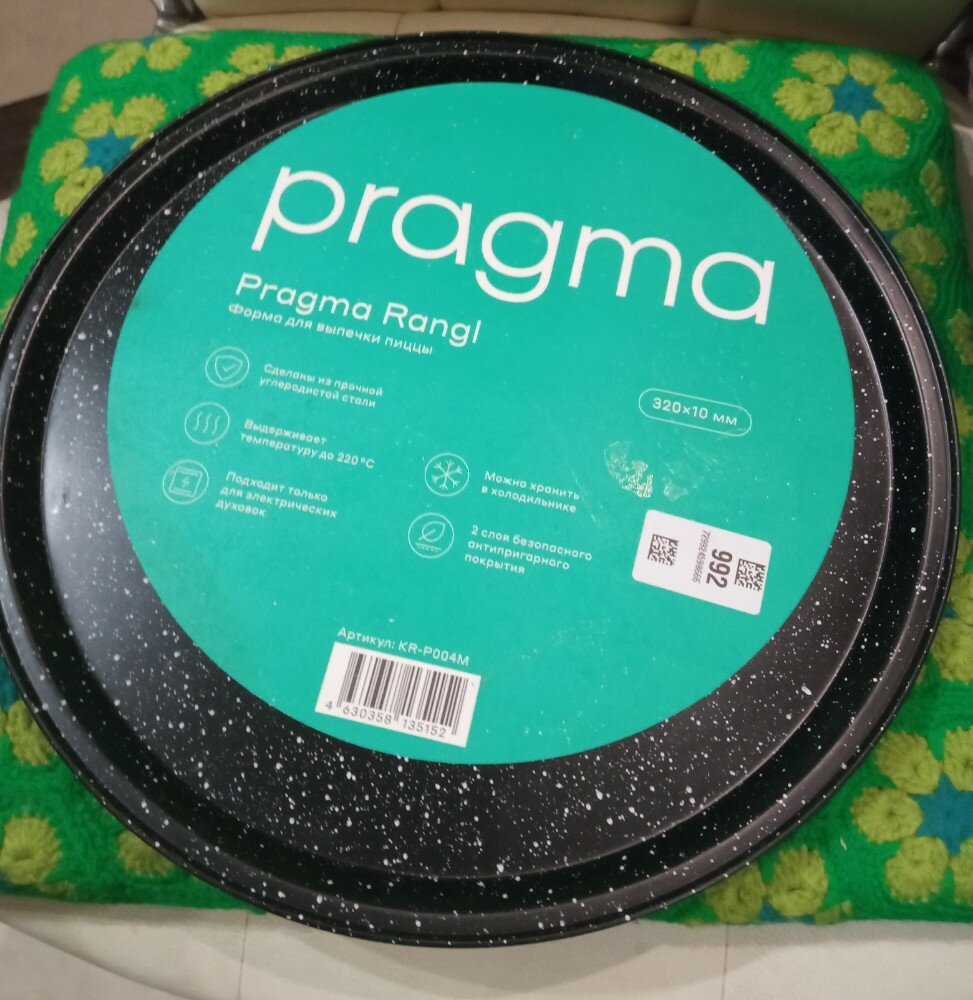 pragma
Pragma Rangl
Форма для выпечки пиццы
Сделаны из прочной
углеродистой стали
320×10 мм
Выдерживает
температуру до 220 °C
Подходит только
для электрических
духовок
Можно хранить
в холодильнике
2 слоя безопасного
антипригарного
покрытия
992
Артикул: KR-P004M
4 630358 135152